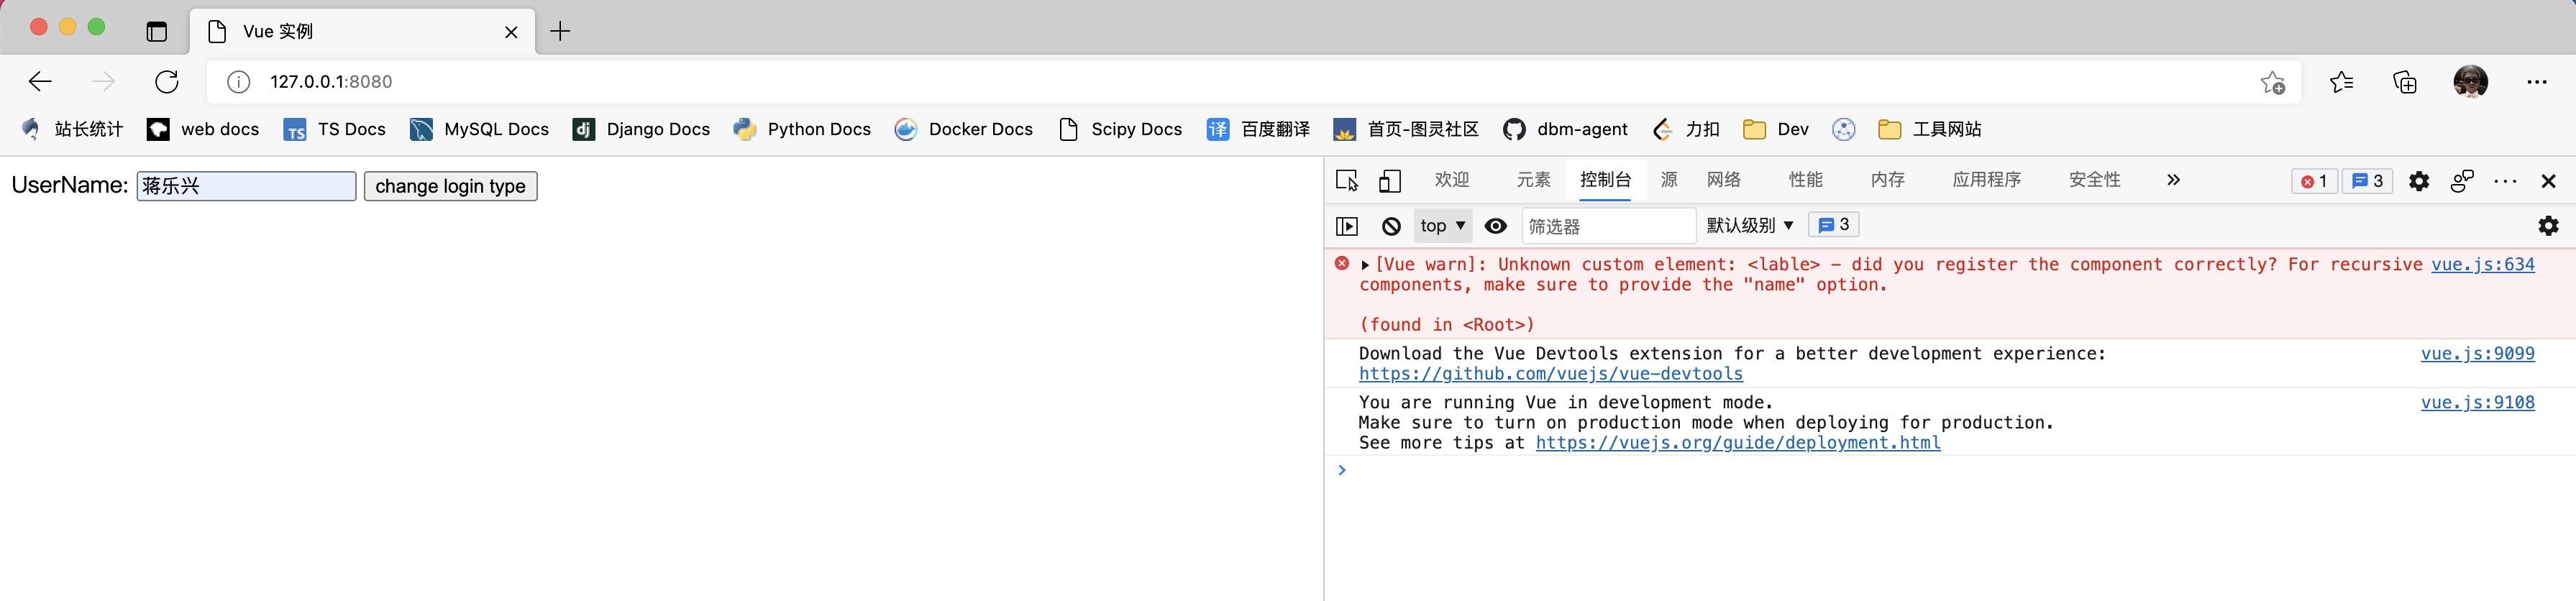 Vue 实例
127.0.0.1:8080
站长统计 web docs TS Docs MySQL Docs Django Docs Python Docs Docker Docs Scipy Docs 百度翻译 首页-图灵社区 dbm-agent 力扣 Dev 工具网站
UserName: 蒋乐兴 change login type
欢迎 元素 控制台 源 网络 性能 内存 应用程序 安全性 1 3
top 筛选器 默认级别 3
[Vue warn]: Unknown custom element: <lable> - did you register the component correctly? For recursive vue.js:634
components, make sure to provide the "name" option.
(found in <Root>)
Download the Vue Devtools extension for a better development experience: vue.js:9099
https://github.com/vuejs/vue-devtools
You are running Vue in development mode. vue.js:9108
Make sure to turn on production mode when deploying for production.
See more tips at https://vuejs.org/guide/deployment.html